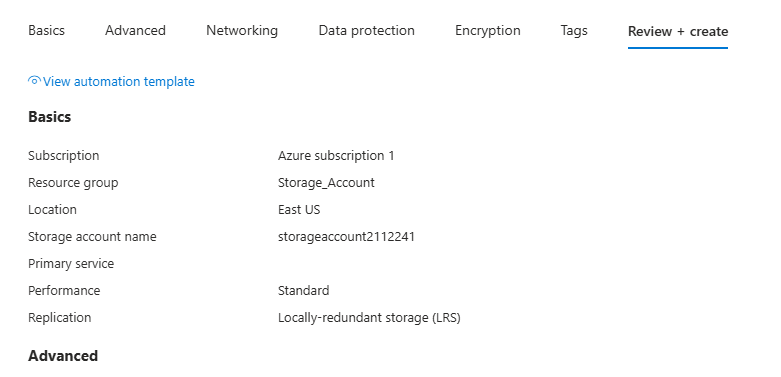 Basics Advanced Networking Data protection Encryption Tags Review + create
View automation template
Basics
Subscription Azure subscription 1
Resource group Storage_Account
Location East US
Storage account name storageaccount2112241
Primary service
Performance Standard
Replication Locally-redundant storage (LRS)
Advanced